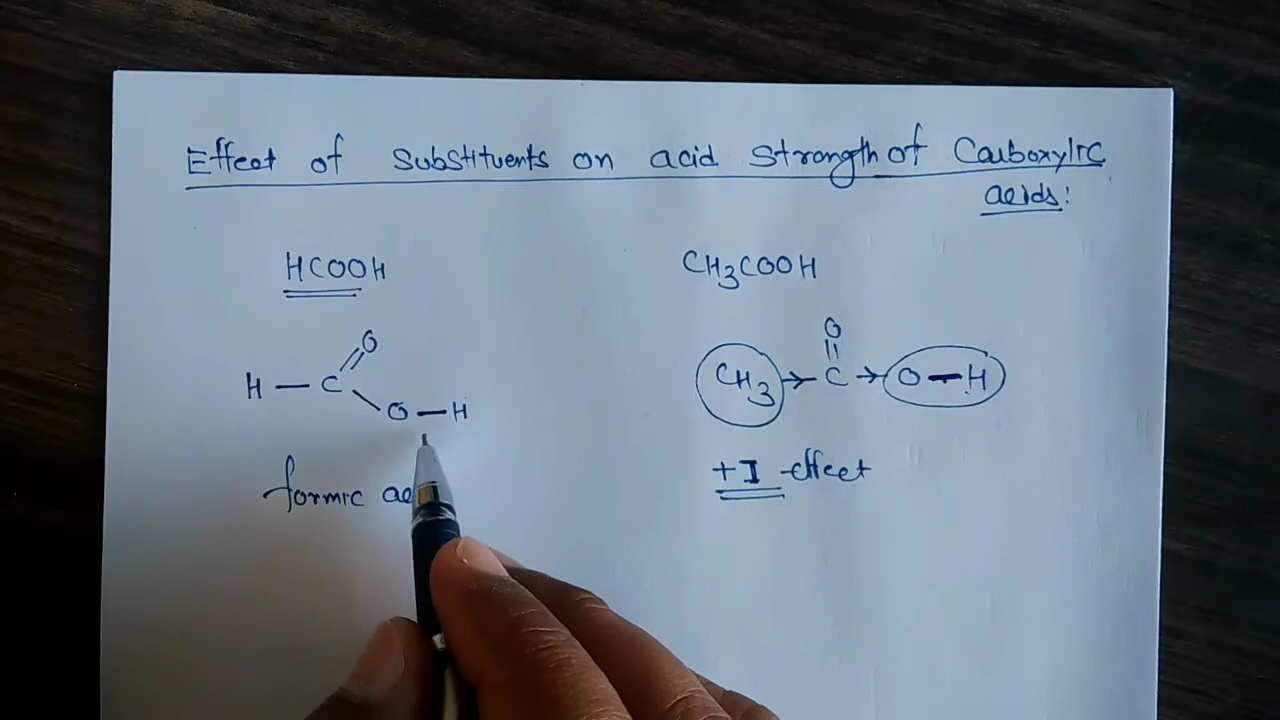 Effect of substituents on acid strength of Carboxylic
acids:
HCOOH
CH3COOH
O
H — C
O — H
O
CH3 → C → O — H
formic
+I effect